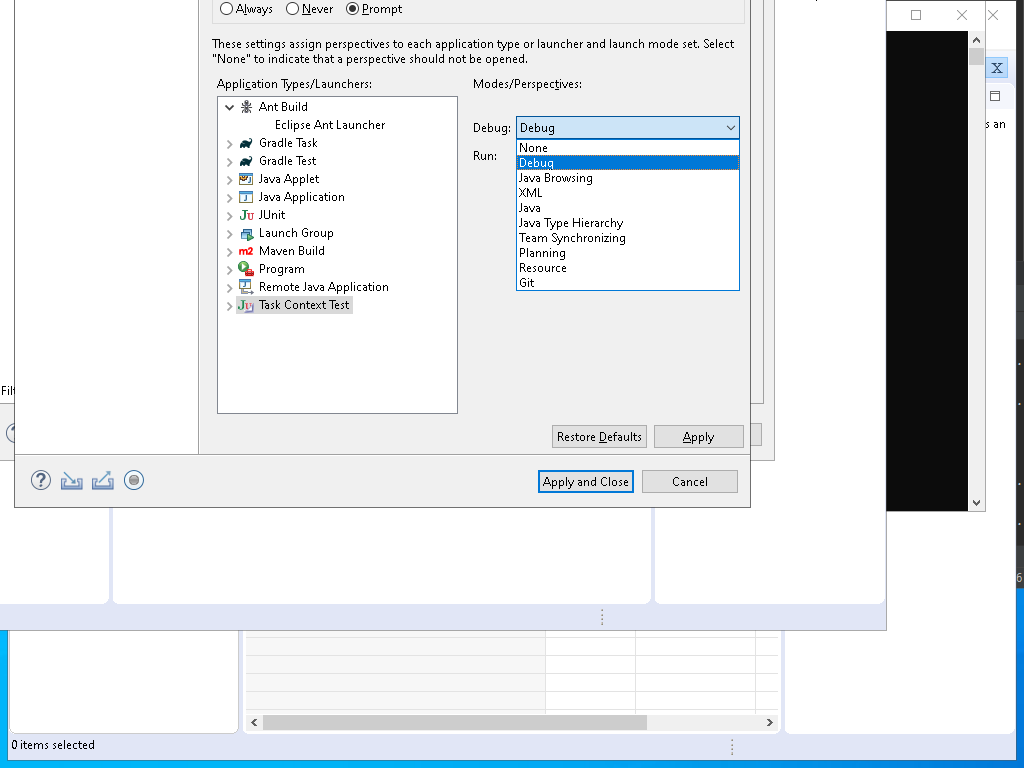 Always Never Prompt
These settings assign perspectives to each application type or launcher and launch mode set. Select
"None" to indicate that a perspective should not be opened.
Application Types/Launchers:
Modes/Perspectives:
Ant Build
Eclipse Ant Launcher
Gradle Task
Gradle Test
Java Applet
Java Application
JUnit
Launch Group
Maven Build
Program
Remote Java Application
Task Context Test
Debug: Debug
Run:
None
Debug
Java Browsing
XML
Java
Java Type Hierarchy
Team Synchronizing
Planning
Resource
Git
X
s an
Restore Defaults
Apply
Apply and Close
Cancel
0 items selected